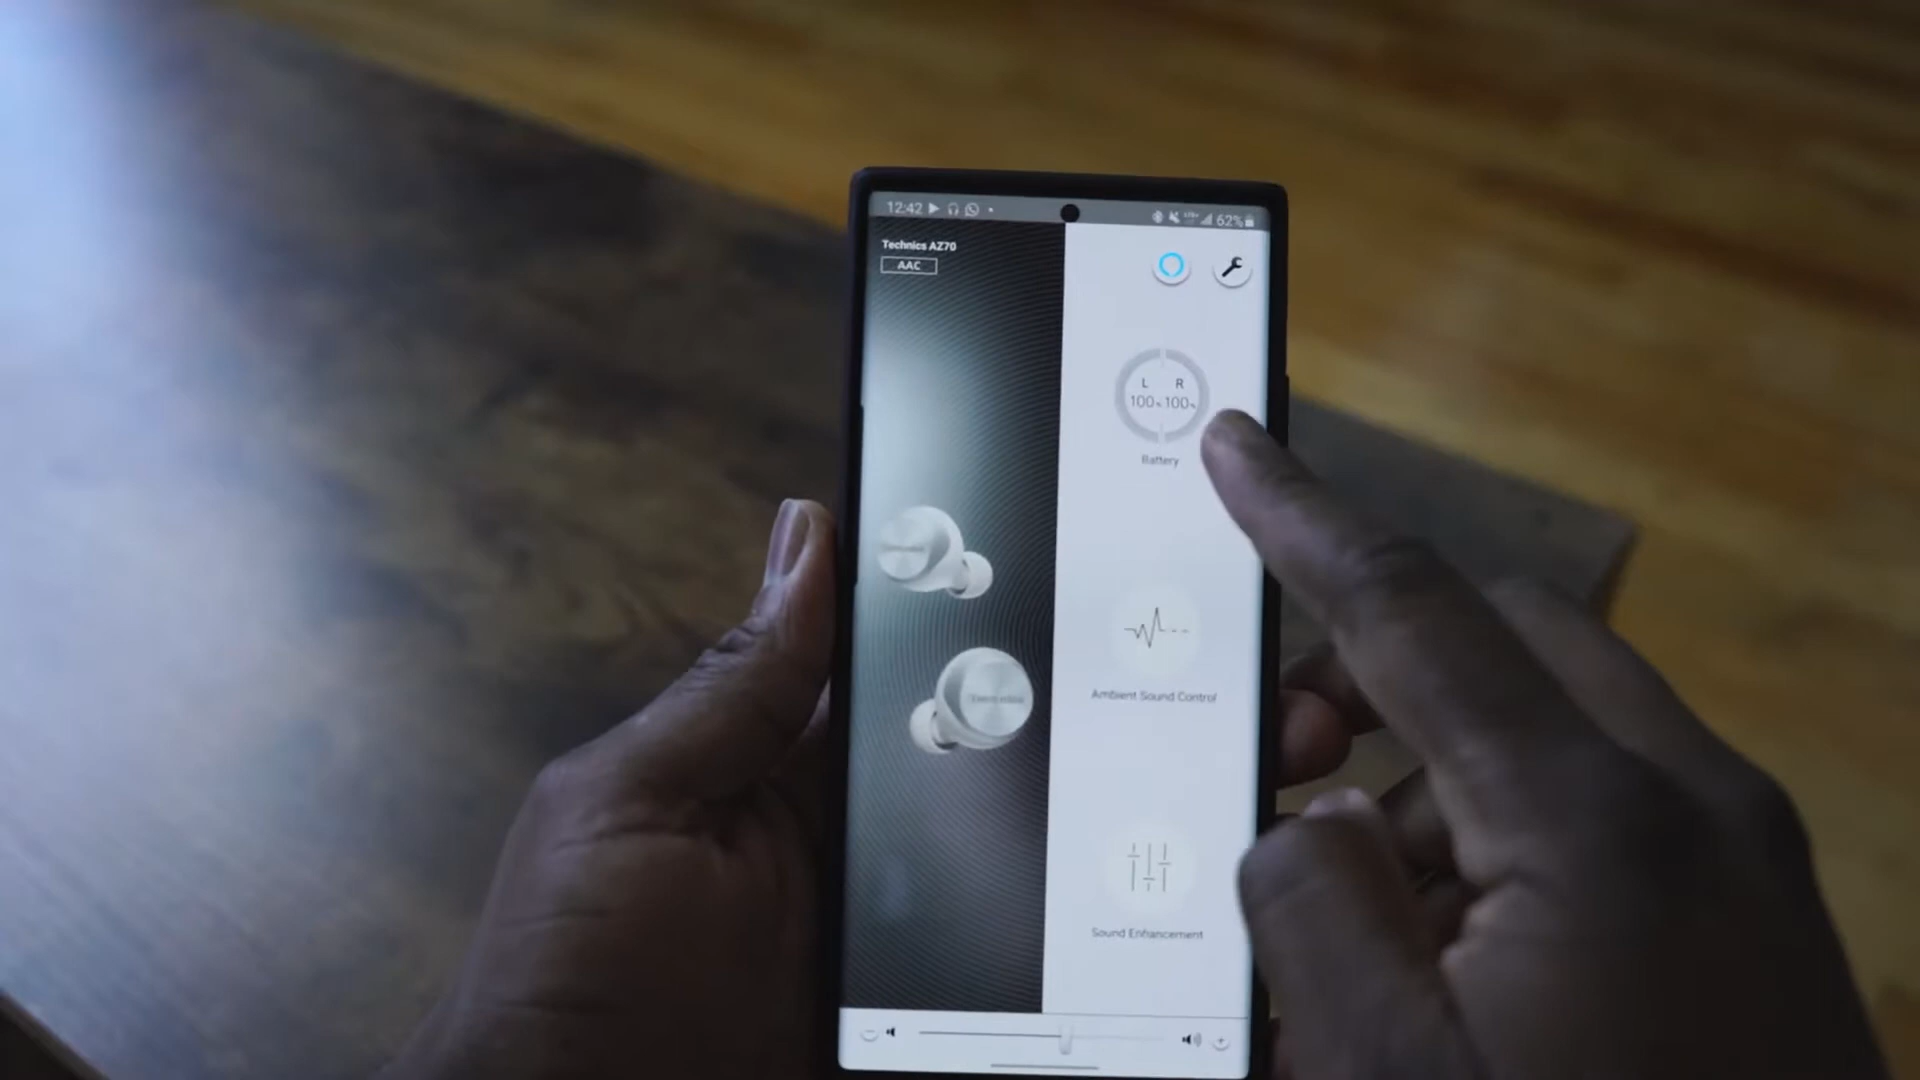 12:42
62%
Technics AZ70
AAC
L R
100% 100%
Battery
Ambient Sound Control
Sound Enhancement